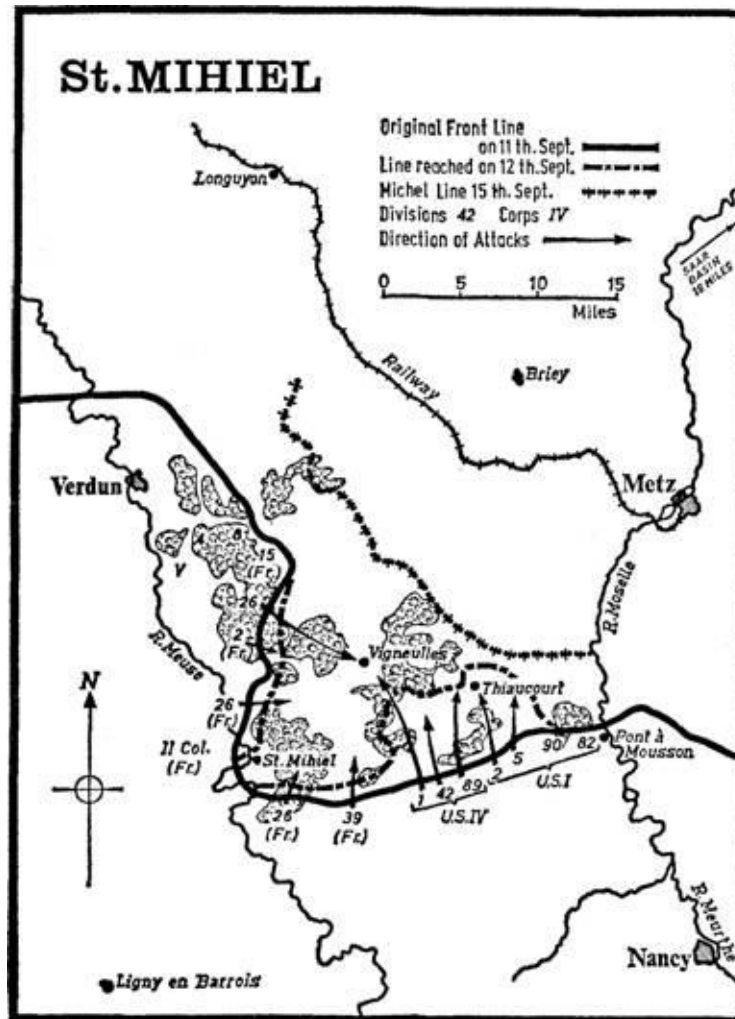 St. MIHIEL
Original Front Line
on 11 th. Sept.
Line reached on 12 th. Sept.
Michel Line 15 th. Sept.
Divisions 42 Corps IV
Direction of Attacks
0 5 10 15
Miles
SAAR
BASIN
Longuyon
Railway
Briey
Verdun
Metz
8
4
15
(Fr.)
V
26
2
(Fr.)
R. Meuse
R. Moselle
Vigneulles
Thiaucourt
N
26
(Fr.)
II Col.
(Fr.)
St. Mihiel
Pont à
Mousson
26
(Fr.)
39
(Fr.)
1 42 89 2 5 90 82
U.S.IV U.S.I
R. Meurthe
Nancy
Ligny en Barrois